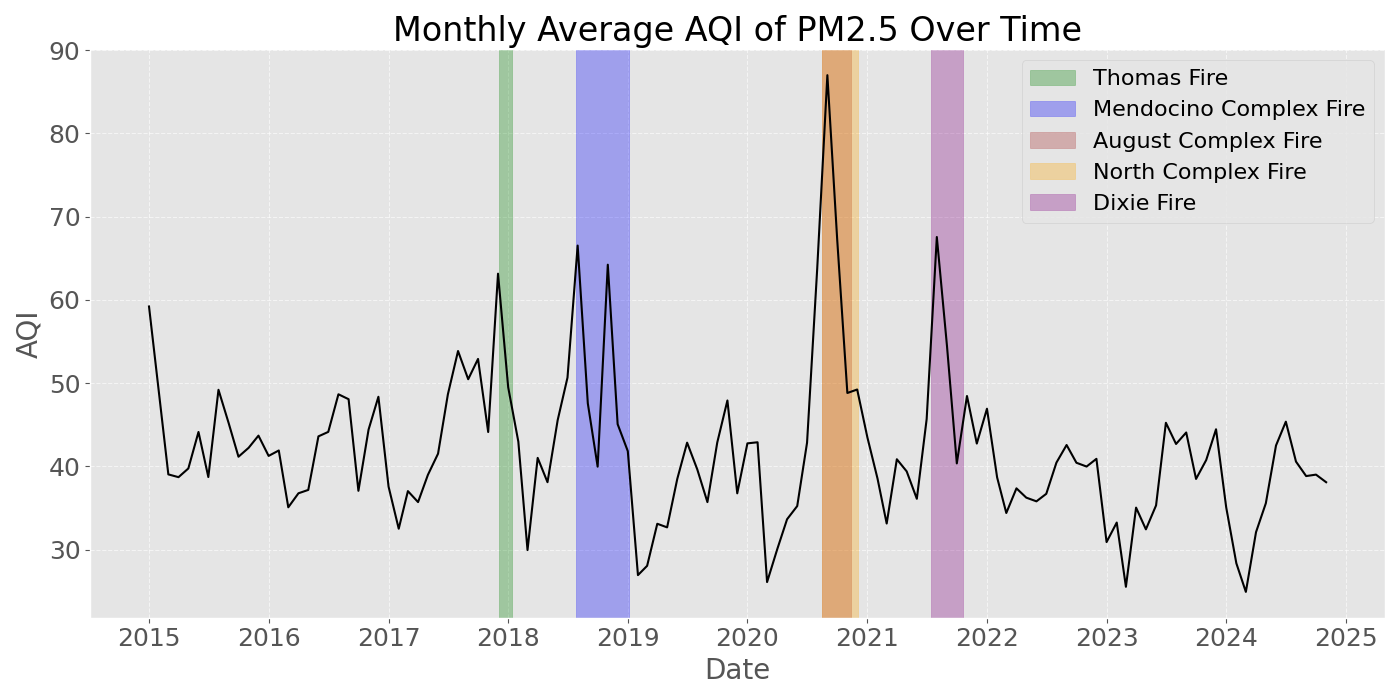 Monthly Average AQI of PM2.5 Over Time
AQI
90
80
70
60
50
40
30
Thomas Fire
Mendocino Complex Fire
August Complex Fire
North Complex Fire
Dixie Fire
2015 2016 2017 2018 2019 2020 2021 2022 2023 2024 2025
Date